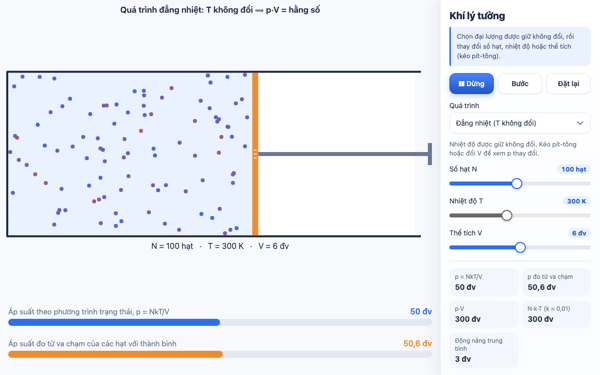 Quá trình đẳng nhiệt: T không đổi ⟹ p·V = hằng số
N = 100 hạt · T = 300 K · V = 6 đv
Áp suất theo phương trình trạng thái, p = NkT/V
50 đv
Áp suất đo từ va chạm của các hạt với thành bình
50,6 đv
Khí lý tưởng
Chọn đại lượng được giữ không đổi, rồi
thay đổi số hạt, nhiệt độ hoặc thể tích
(kéo pít-tông).
Dừng
Bước
Đặt lại
Quá trình
Đẳng nhiệt (T không đổi)
Nhiệt độ được giữ không đổi. Kéo pít-tông
hoặc đổi V để xem p thay đổi.
Số hạt N
100 hạt
Nhiệt độ T
300 K
Thể tích V
6 đv
p = NkT/V
50 đv
p đo từ va chạm
50,6 đv
p·V
300 đv
N·k·T (k = 0,01)
300 đv
Động năng trung
bình
3 đv